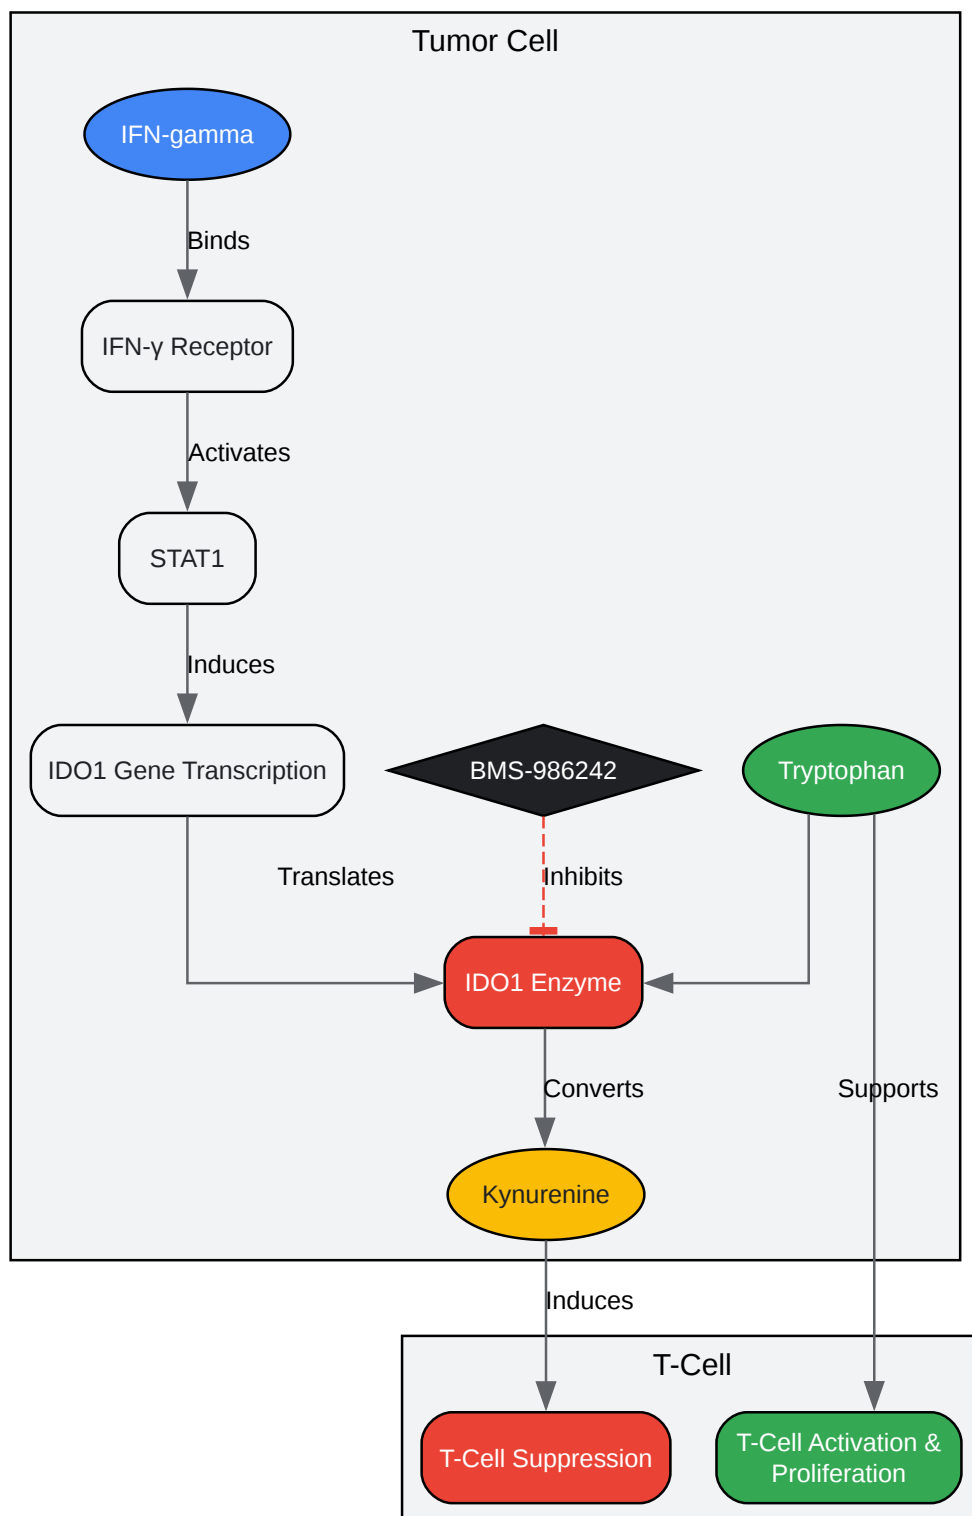 Tumor Cell
IFN-gamma
Binds
IFN-γ Receptor
Activates
STAT1
Induces
IDO1 Gene Transcription
BMS-986242
Tryptophan
Translates
Inhibits
IDO1 Enzyme
Converts
Supports
Kynurenine
Induces
T-Cell
T-Cell Suppression
T-Cell Activation &
Proliferation